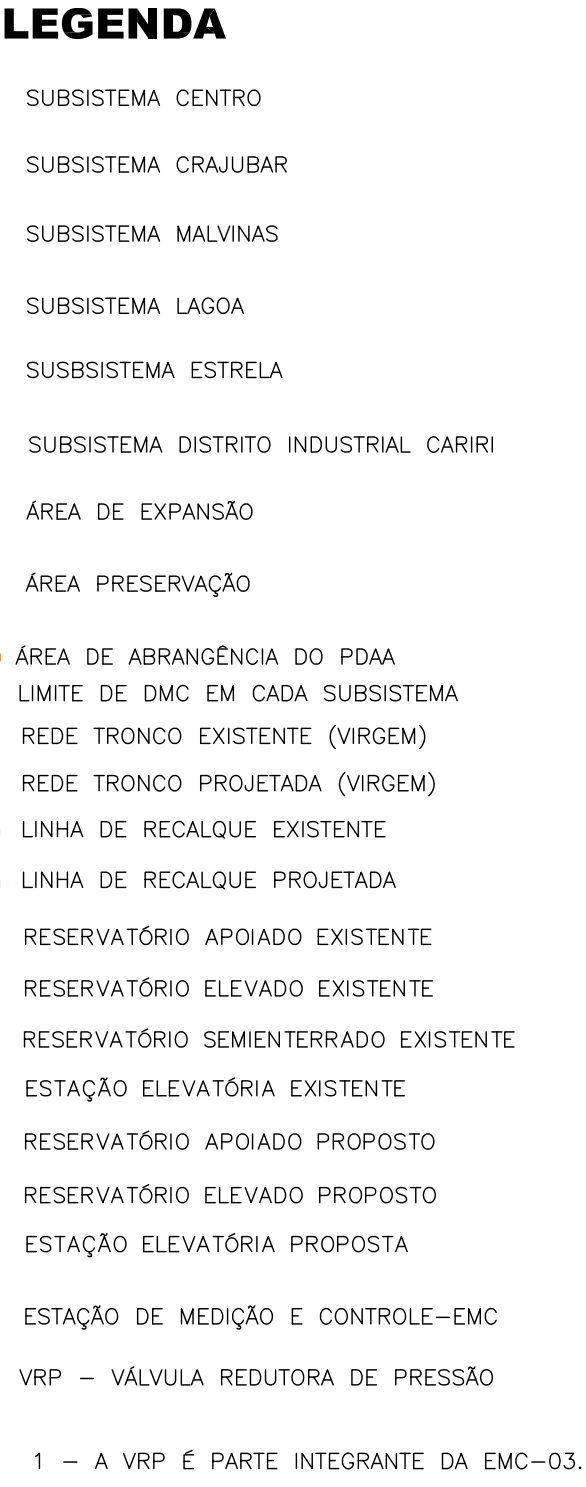 LEGENDA
SUBSISTEMA CENTRO
SUBSISTEMA CRAJUBAR
SUBSISTEMA MALVINAS
SUBSISTEMA LAGOA
SUSBSISTEMA ESTRELA
SUBSISTEMA DISTRITO INDUSTRIAL CARIRI
ÁREA DE EXPANSÃO
ÁREA PRESERVAÇÃO
ÁREA DE ABRANGÊNCIA DO PDAA
LIMITE DE DMC EM CADA SUBSISTEMA
REDE TRONCO EXISTENTE (VIRGEM)
REDE TRONCO PROJETADA (VIRGEM)
LINHA DE RECALQUE EXISTENTE
LINHA DE RECALQUE PROJETADA
RESERVATÓRIO APOIADO EXISTENTE
RESERVATÓRIO ELEVADO EXISTENTE
RESERVATÓRIO SEMIENTERRADO EXISTENTE
ESTAÇÃO ELEVATÓRIA EXISTENTE
RESERVATÓRIO APOIADO PROPOSTO
RESERVATÓRIO ELEVADO PROPOSTO
ESTAÇÃO ELEVATÓRIA PROPOSTA
ESTAÇÃO DE MEDIÇÃO E CONTROLE-EMC
VRP - VÁLVULA REDUTORA DE PRESSÃO
1 - A VRP É PARTE INTEGRANTE DA EMC-03.